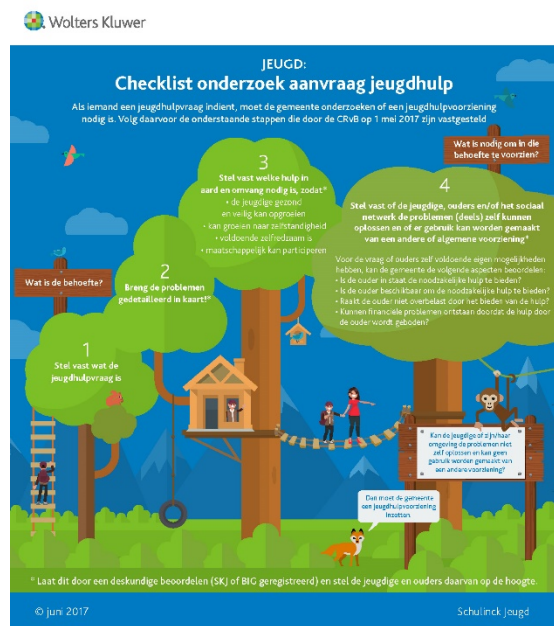 Wolters Kluwer
JEUGD:
Checklist onderzoek aanvraag jeugdhulp
Als iemand een jeugdhulpvraag indient, moet de gemeente onderzoeken of een jeugdhulpvoorziening
nodig is. Volg daarvoor de onderstaande stappen die door de CRvB op 1 mei 2017 zijn vastgesteld
Wat is de behoefte?
1
Stel vast wat de
jeugdhulpvraag is
2
Breng de problemen
gedetailleerd in kaart!*
3
Stel vast welke hulp in
aard en omvang nodig is, zodat*
• de jeugdige gezond
en veilig kan opgroeien
• kan groeien naar zelfstandigheid
• voldoende zelfredzaam is
• maatschappelijk kan participeren
Wat is nodig om in die
behoefte te voorzien?
4
Stel vast of de jeugdige, ouders en/of het sociaal
netwerk de problemen (deels) zelf kunnen
oplossen en of er gebruik kan worden gemaakt
van een andere of algemene voorziening*
Voor de vraag of ouders zelf voldoende eigen mogelijkheden
hebben, kan de gemeente de volgende aspecten beoordelen:
• Is de ouder in staat de noodzakelijke hulp te bieden?
• Is de ouder beschikbaar om de noodzakelijke hulp te bieden?
• Raakt de ouder niet overbelast door het bieden van de hulp?
• Kunnen financiële problemen ontstaan doordat de hulp door
de ouder wordt geboden?
Kan de jeugdige of zijn/haar
omgeving de problemen niet
zelf oplossen en kan geen
gebruik worden gemaakt van
een andere voorziening?
Dan moet de gemeente
een jeugdhulpvoorziening
inzetten.
* Laat dit door een deskundige beoordelen (SKJ of BIG geregistreerd) en stel de jeugdige en ouders daarvan op de hoogte.
© juni 2017
Schulinck Jeugd